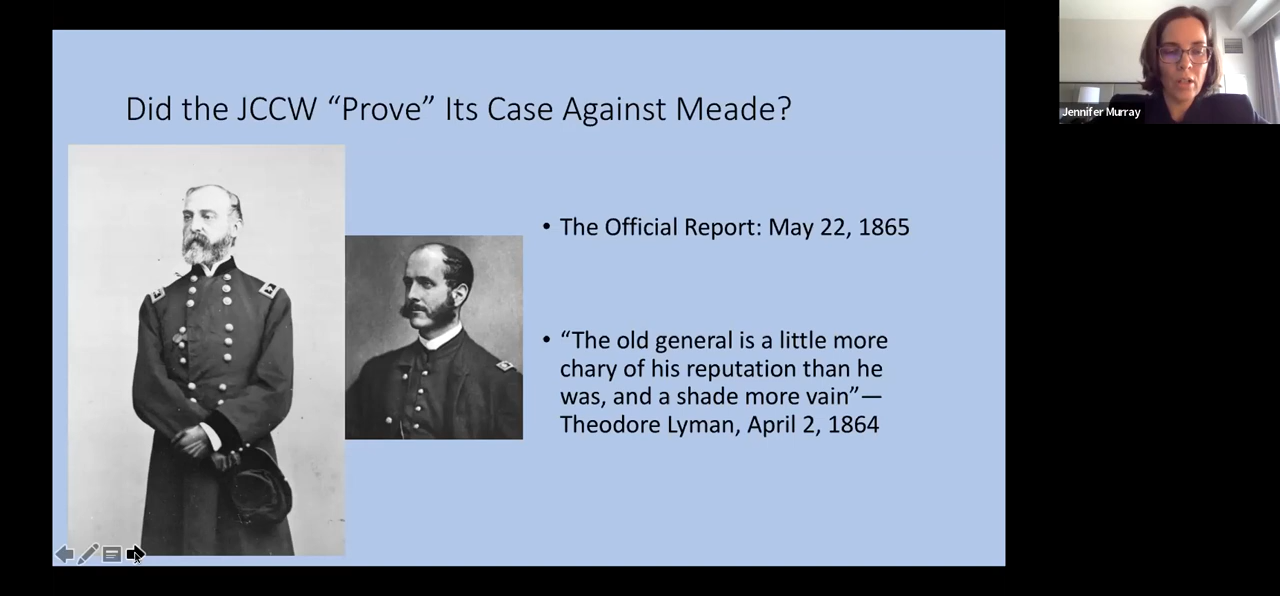 Did the JCCW “Prove” Its Case Against Meade?
• The Official Report: May 22, 1865
• “The old general is a little more
chary of his reputation than he
was, and a shade more vain”—
Theodore Lyman, April 2, 1864
Jennifer Murray